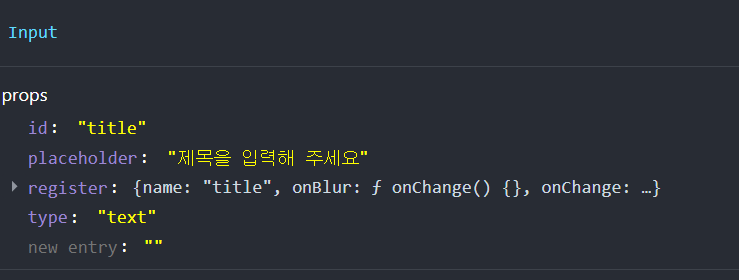 Input
props
id: "title"
placeholder: "제목을 입력해 주세요"
register: {name: "title", onBlur: ƒ onChange() {}, onChange: …}
type: "text"
new entry: ""